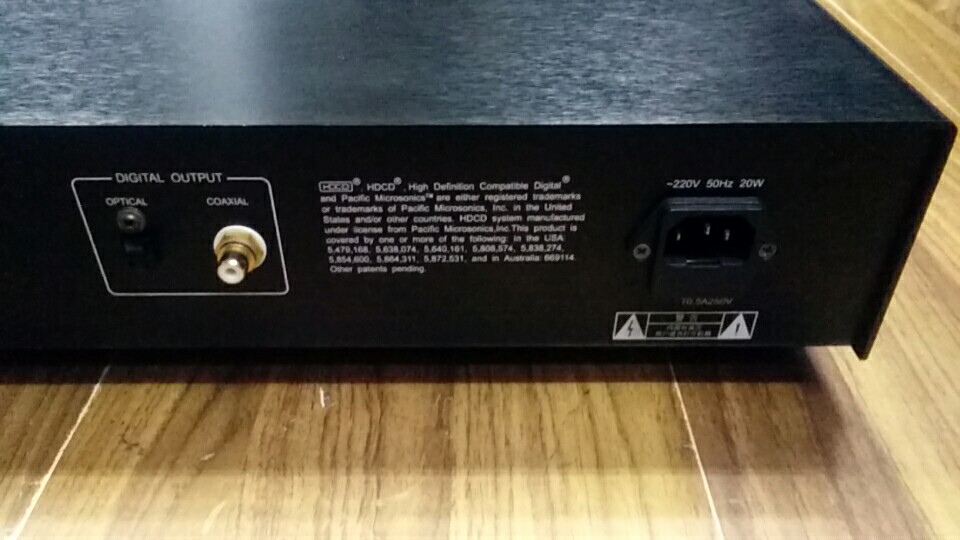 DIGITAL OUTPUT
OPTICAL
COAXIAL
HDCD®, HDCD®, High Definition Compatible Digital®
and Pacific Microsonics™ are either registered trademarks
or trademarks of Pacific Microsonics, Inc. in the United
States and/or other countries. HDCD system manufactured
under license from Pacific Microsonics,Inc.This product is
covered by one or more of the following: in the USA:
5,479,168, 5,638,074, 5,640,161, 5,808,574, 5,838,274,
5,854,600, 5,864,311, 5,872,531, and in Australia: 669114.
Other patents pending.
~220V 50Hz 20W
T0.5A250V
警告